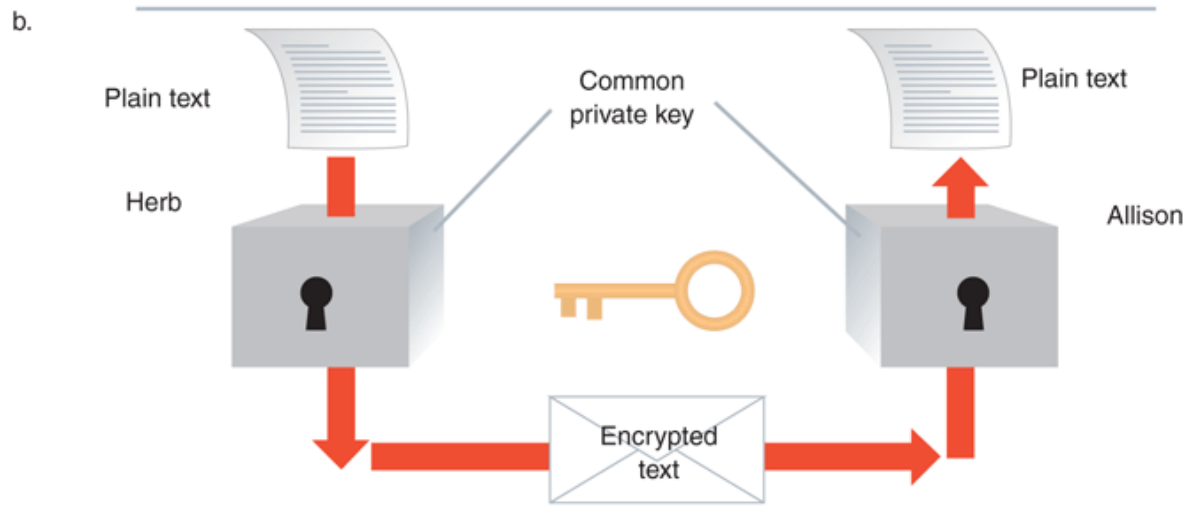 b.
Plain text
Common
private key
Plain text
Herb
Allison
Encrypted
text